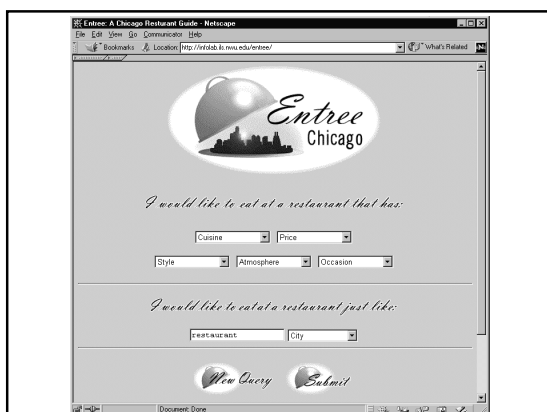 Entree: A Chicago Resturant Guide - Netscape
File Edit View Go Communicator Help
Bookmarks Location: http://infolab.ils.nwu.edu/entree/ What's Related
Entree
Chicago
I would like to eat at a restaurant that has:
Cuisine Price
Style Atmosphere Occasion
I would like to eat at a restaurant just like:
restaurant City
New Query Submit
Document: Done